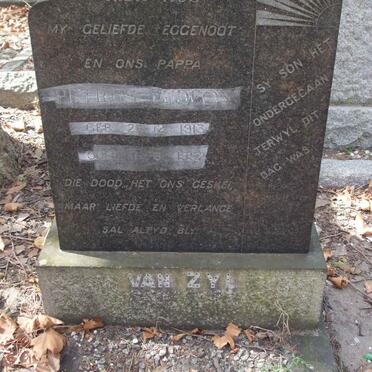 MY GELIEFDE EGGENOOT
EN ONS PAPPA
GEB. 2. 12. 1913
DIE DOOD HET ONS GESKEI
MAAR LIEFDE EN VERLANGE
SAL ALTYD BLY.
SY SON HET
ONDERGEGAAN
TERWYL DIT
DAG WAS
VAN ZYL